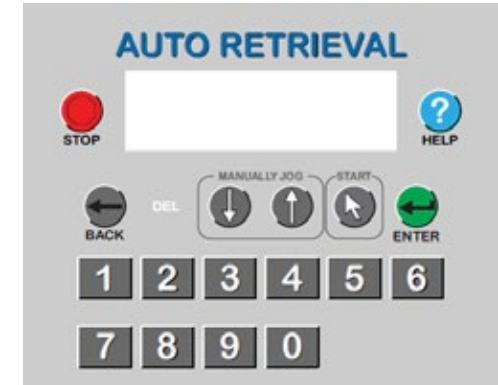 AUTO RETRIEVAL
?
STOP
HELP
MANUALLY JOG
START
DEL
BACK
ENTER
1 2 3 4 5 6
7 8 9 0